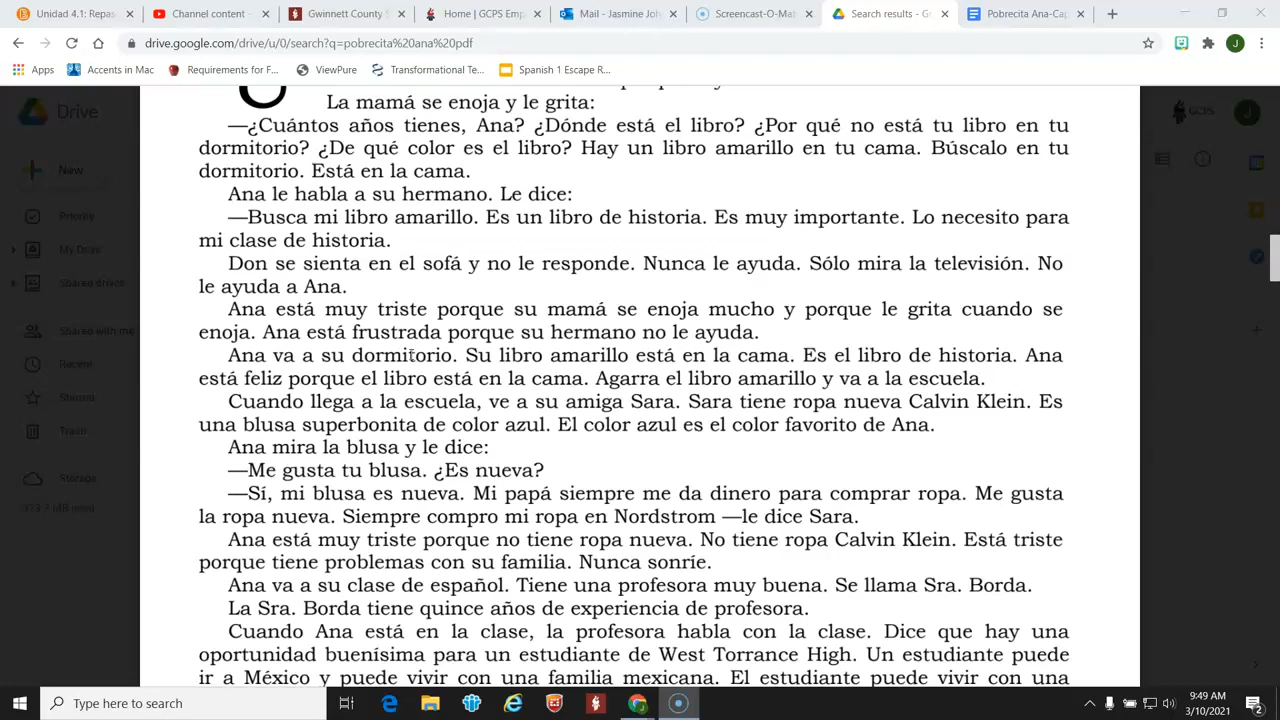 Unidad 4.1: Repas
Channel content -
Gwinnett County S
Home | GCPS Emp
Mail - Jasmine Joh
Screencast-O-Mat
Search results - G
Pobrecita Ana-Cap
drive.google.com/drive/u/0/search?q=pobrecita%20ana%20pdf
J
Apps
Accents in Mac
Requirements for F...
ViewPure
Transformational Te...
Spanish 1 Escape R...
Drive
GCPS
J
New
Priority
My Drive
Shared drives
Shared with me
Recent
Trash
Storage
La mamá se enoja y le grita:
—¿Cuántos años tienes, Ana? ¿Dónde está el libro? ¿Por qué no está tu libro en tu
dormitorio? ¿De qué color es el libro? Hay un libro amarillo en tu cama. Búscalo en tu
dormitorio. Está en la cama.
Ana le habla a su hermano. Le dice:
—Busca mi libro amarillo. Es un libro de historia. Es muy importante. Lo necesito para
mi clase de historia.
Don se sienta en el sofá y no le responde. Nunca le ayuda. Sólo mira la televisión. No
le ayuda a Ana.
Ana está muy triste porque su mamá se enoja mucho y porque le grita cuando se
enoja. Ana está frustrada porque su hermano no le ayuda.
Ana va a su dormitorio. Su libro amarillo está en la cama. Es el libro de historia. Ana
está feliz porque el libro está en la cama. Agarra el libro amarillo y va a la escuela.
Cuando llega a la escuela, ve a su amiga Sara. Sara tiene ropa nueva Calvin Klein. Es
una blusa superbonita de color azul. El color azul es el color favorito de Ana.
Ana mira la blusa y le dice:
—Me gusta tu blusa. ¿Es nueva?
—Sí, mi blusa es nueva. Mi papá siempre me da dinero para comprar ropa. Me gusta
la ropa nueva. Siempre compro mi ropa en Nordstrom —le dice Sara.
Ana está muy triste porque no tiene ropa nueva. No tiene ropa Calvin Klein. Está triste
porque tiene problemas con su familia. Nunca sonríe.
Ana va a su clase de español. Tiene una profesora muy buena. Se llama Sra. Borda.
La Sra. Borda tiene quince años de experiencia de profesora.
Cuando Ana está en la clase, la profesora habla con la clase. Dice que hay una
oportunidad buenísima para un estudiante de West Torrance High. Un estudiante puede
ir a México y puede vivir con una familia mexicana. El estudiante puede vivir con una
Type here to search
9:49 AM
3/10/2021
2